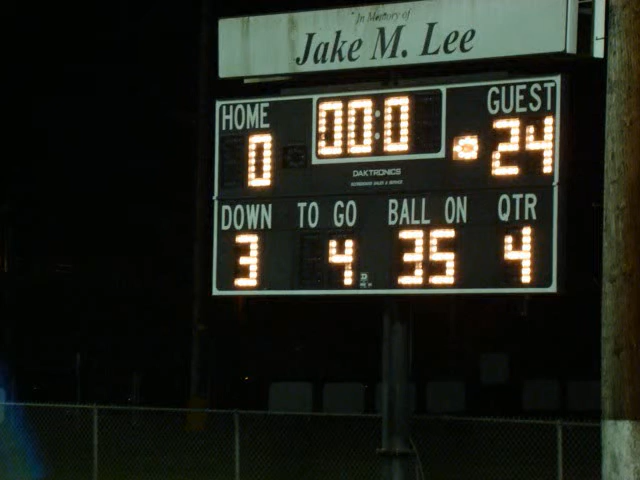 In Memory of
Jake M. Lee
HOME 00:0 GUEST
0 24
DAKTRONICS
DOWN TO GO BALL ON QTR
3 4 35 4